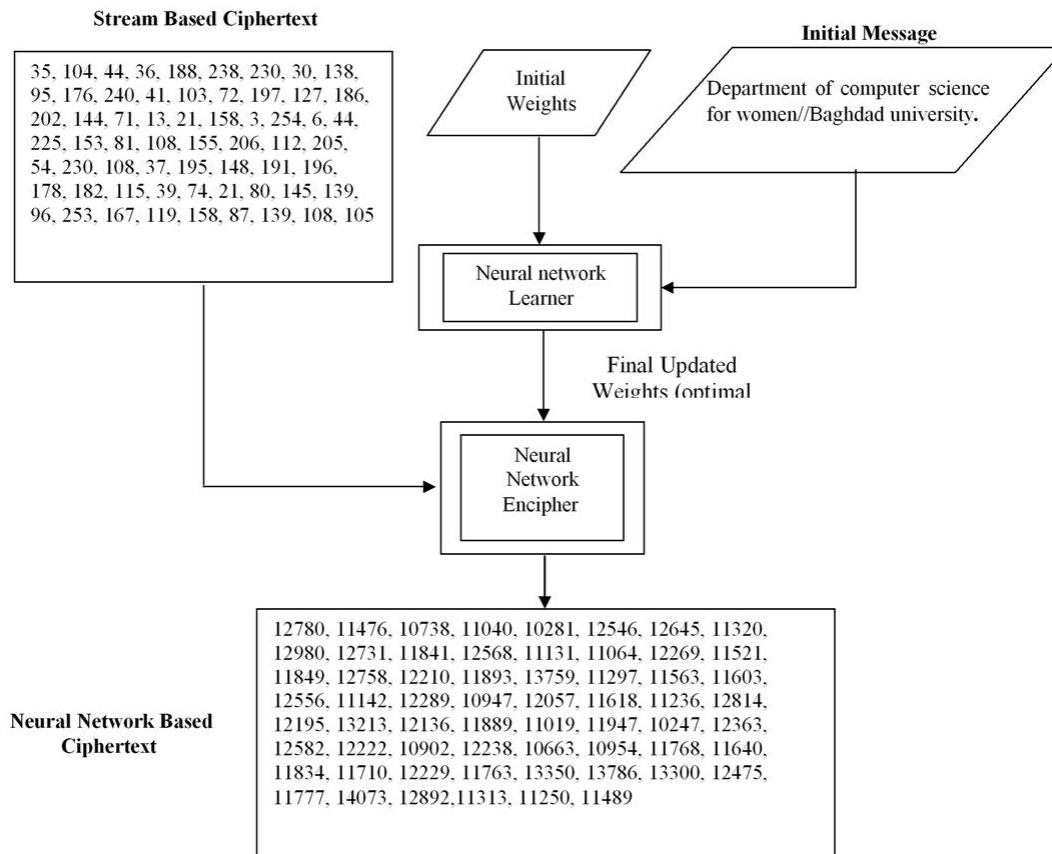 Stream Based Ciphertext
35, 104, 44, 36, 188, 238, 230, 30, 138,
95, 176, 240, 41, 103, 72, 197, 127, 186,
202, 144, 71, 13, 21, 158, 3, 254, 6, 44,
225, 153, 81, 108, 155, 206, 112, 205,
54, 230, 108, 37, 195, 148, 191, 196,
178, 182, 115, 39, 74, 21, 80, 145, 139,
96, 253, 167, 119, 158, 87, 139, 108, 105
Initial
Weights
Initial Message
Department of computer science
for women//Baghdad university.
Neural network
Learner
Final Updated
Weights (optimal
Neural
Network
Encipher
Neural Network Based
Ciphertext
12780, 11476, 10738, 11040, 10281, 12546, 12645, 11320,
12980, 12731, 11841, 12568, 11131, 11064, 12269, 11521,
11849, 12758, 12210, 11893, 13759, 11297, 11563, 11603,
12556, 11142, 12289, 10947, 12057, 11618, 11236, 12814,
12195, 13213, 12136, 11889, 11019, 11947, 10247, 12363,
12582, 12222, 10902, 12238, 10663, 10954, 11768, 11640,
11834, 11710, 12229, 11763, 13350, 13786, 13300, 12475,
11777, 14073, 12892,11313, 11250, 11489